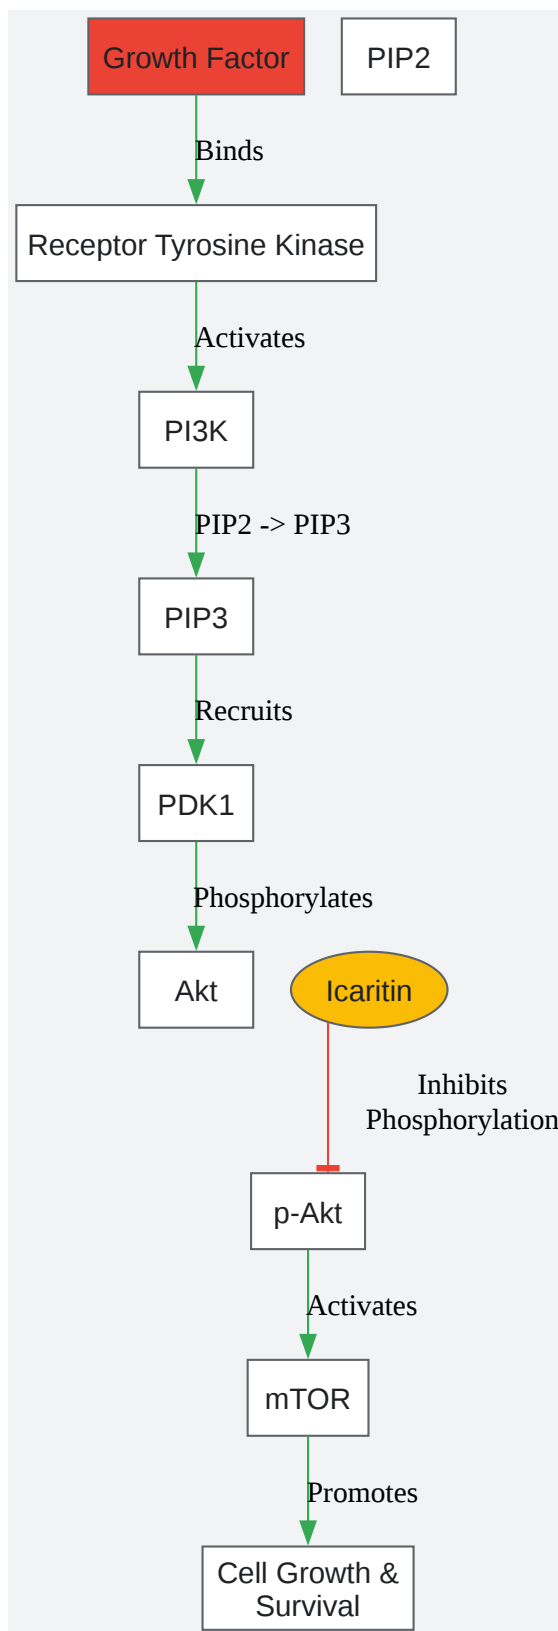 Growth Factor
PIP2
Binds
Receptor Tyrosine Kinase
Activates
PI3K
PIP2 -> PIP3
PIP3
Recruits
PDK1
Phosphorylates
Akt
Icaritin
Inhibits
Phosphorylation
p-Akt
Activates
mTOR
Promotes
Cell Growth &
Survival